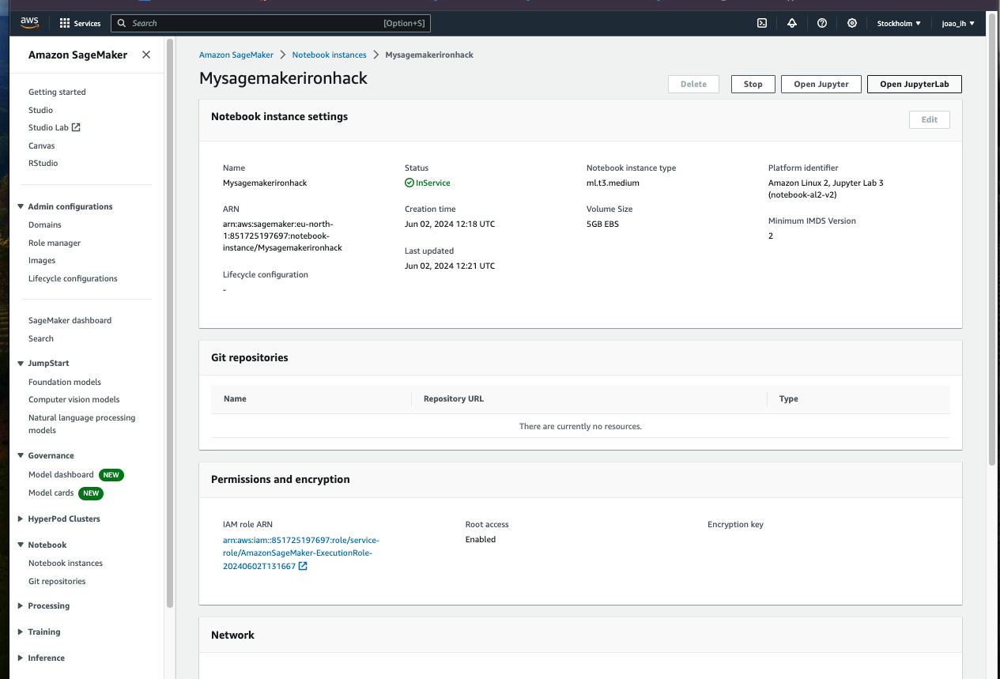 aws
Services
Search
[Option+S]
Stockholm ▼
joao_ih ▼
Amazon SageMaker
Getting started
Studio
Studio Lab
Canvas
RStudio
Admin configurations
Domains
Role manager
Images
Lifecycle configurations
SageMaker dashboard
Search
JumpStart
Foundation models
Computer vision models
Natural language processing
models
Governance
Model dashboard NEW
Model cards NEW
HyperPod Clusters
Notebook
Notebook instances
Git repositories
Processing
Training
Inference
Amazon SageMaker > Notebook instances > Mysagemakerironhack
Mysagemakerironhack
Delete
Stop
Open Jupyter
Open JupyterLab
Notebook instance settings
Edit
Name
Mysagemakerironhack
ARN
arn:aws:sagemaker:eu-north-
1:851725197697:notebook-
instance/Mysagemakerironhack
Lifecycle configuration
-
Status
InService
Creation time
Jun 02, 2024 12:18 UTC
Last updated
Jun 02, 2024 12:21 UTC
Notebook instance type
ml.t3.medium
Volume Size
5GB EBS
Platform identifier
Amazon Linux 2, Jupyter Lab 3
(notebook-al2-v2)
Minimum IMDS Version
2
Git repositories
Name
Repository URL
Type
There are currently no resources.
Permissions and encryption
IAM role ARN
arn:aws:iam::851725197697:role/service-
role/AmazonSageMaker-ExecutionRole-
20240602T131667
Root access
Enabled
Encryption key
Network